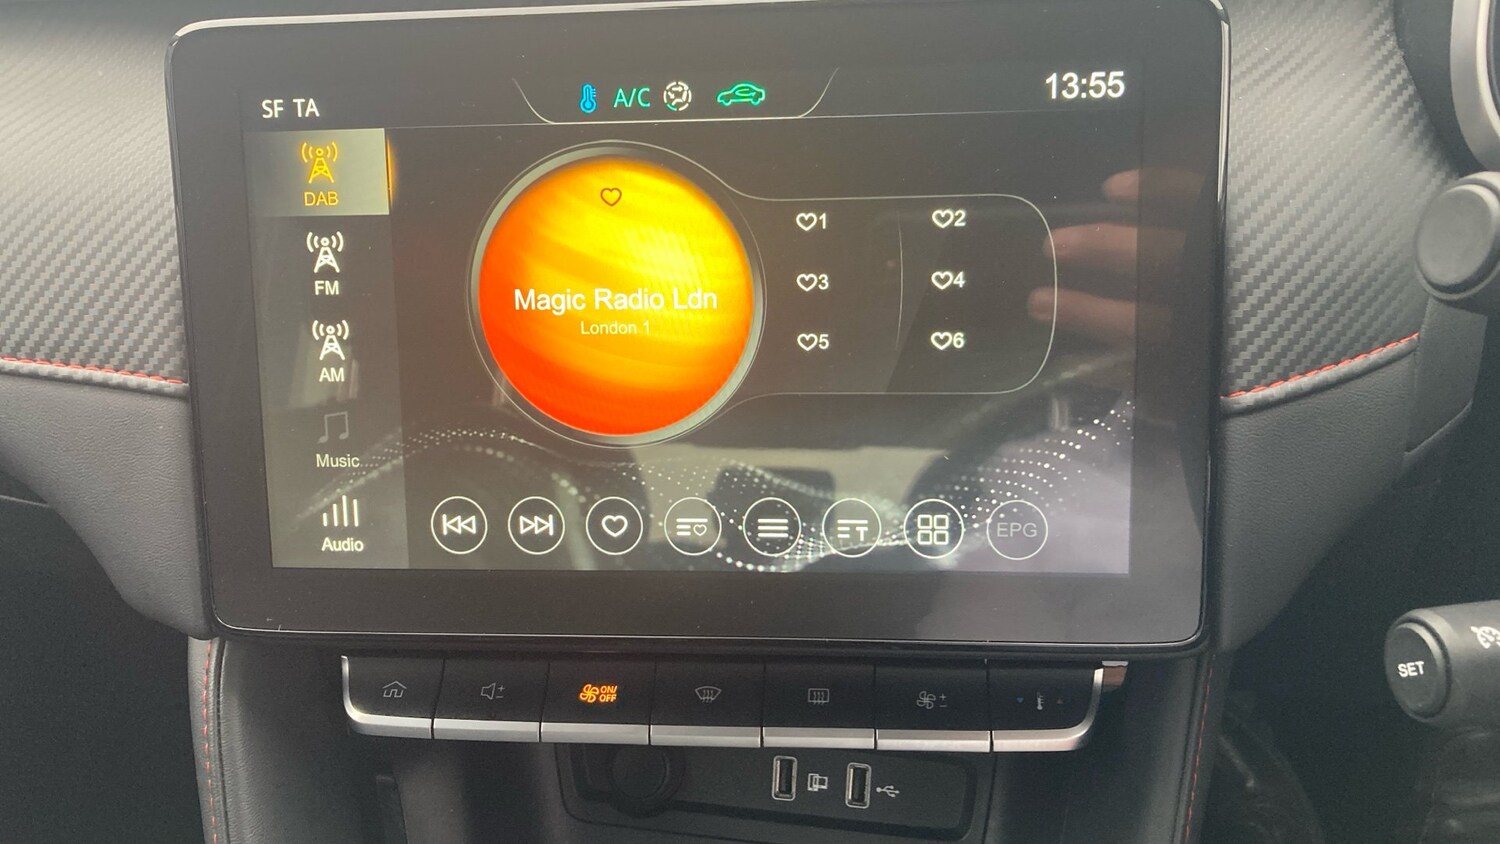 SF TA
A/C
13:55
DAB
FM
AM
Music
Audio
Magic Radio Ldn
London 1
1
2
3
4
5
6
T
EPG
ON/
OFF
SET